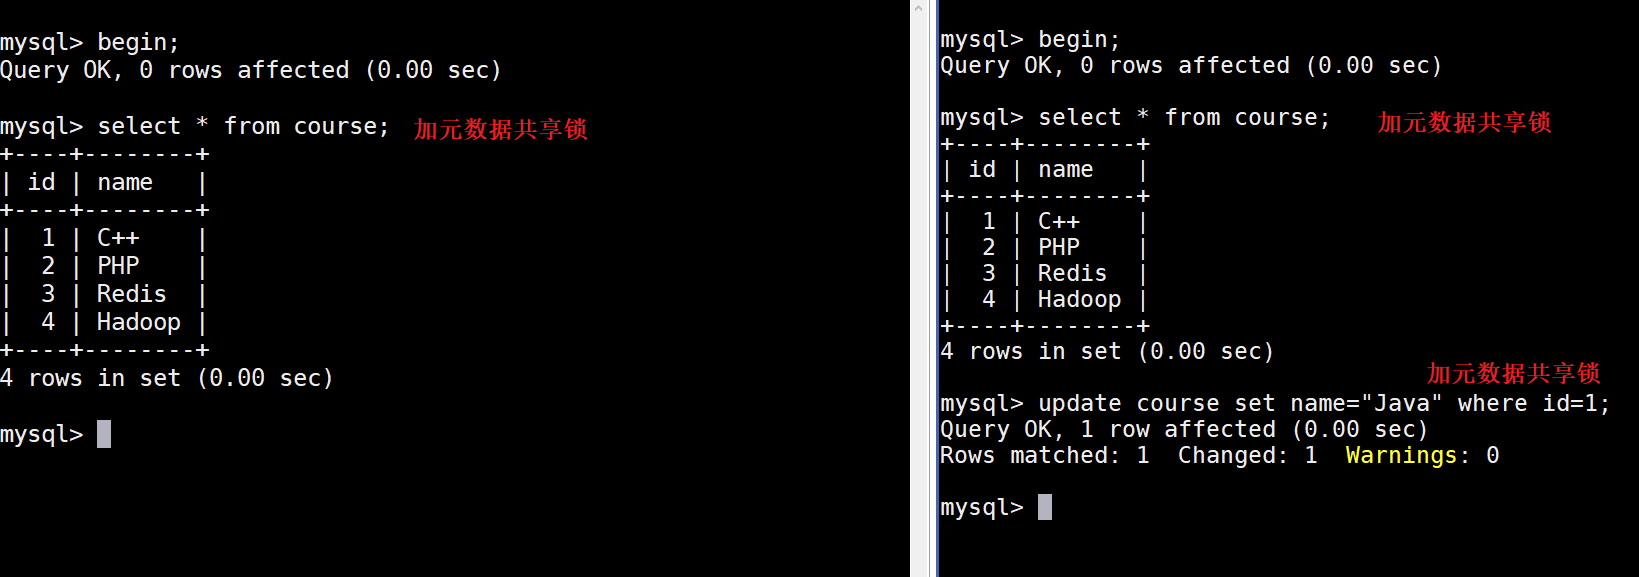 mysql> begin;
Query OK, 0 rows affected (0.00 sec)
mysql> select * from course; 加元数据共享锁
+----+--------+
| id | name   |
+----+--------+
|  1 | C++    |
|  2 | PHP    |
|  3 | Redis  |
|  4 | Hadoop |
+----+--------+
4 rows in set (0.00 sec)
mysql>
mysql> begin;
Query OK, 0 rows affected (0.00 sec)
mysql> select * from course; 加元数据共享锁
+----+--------+
| id | name   |
+----+--------+
|  1 | C++    |
|  2 | PHP    |
|  3 | Redis  |
|  4 | Hadoop |
+----+--------+
4 rows in set (0.00 sec)
加元数据共享锁
mysql> update course set name="Java" where id=1;
Query OK, 1 row affected (0.00 sec)
Rows matched: 1  Changed: 1  Warnings: 0
mysql>